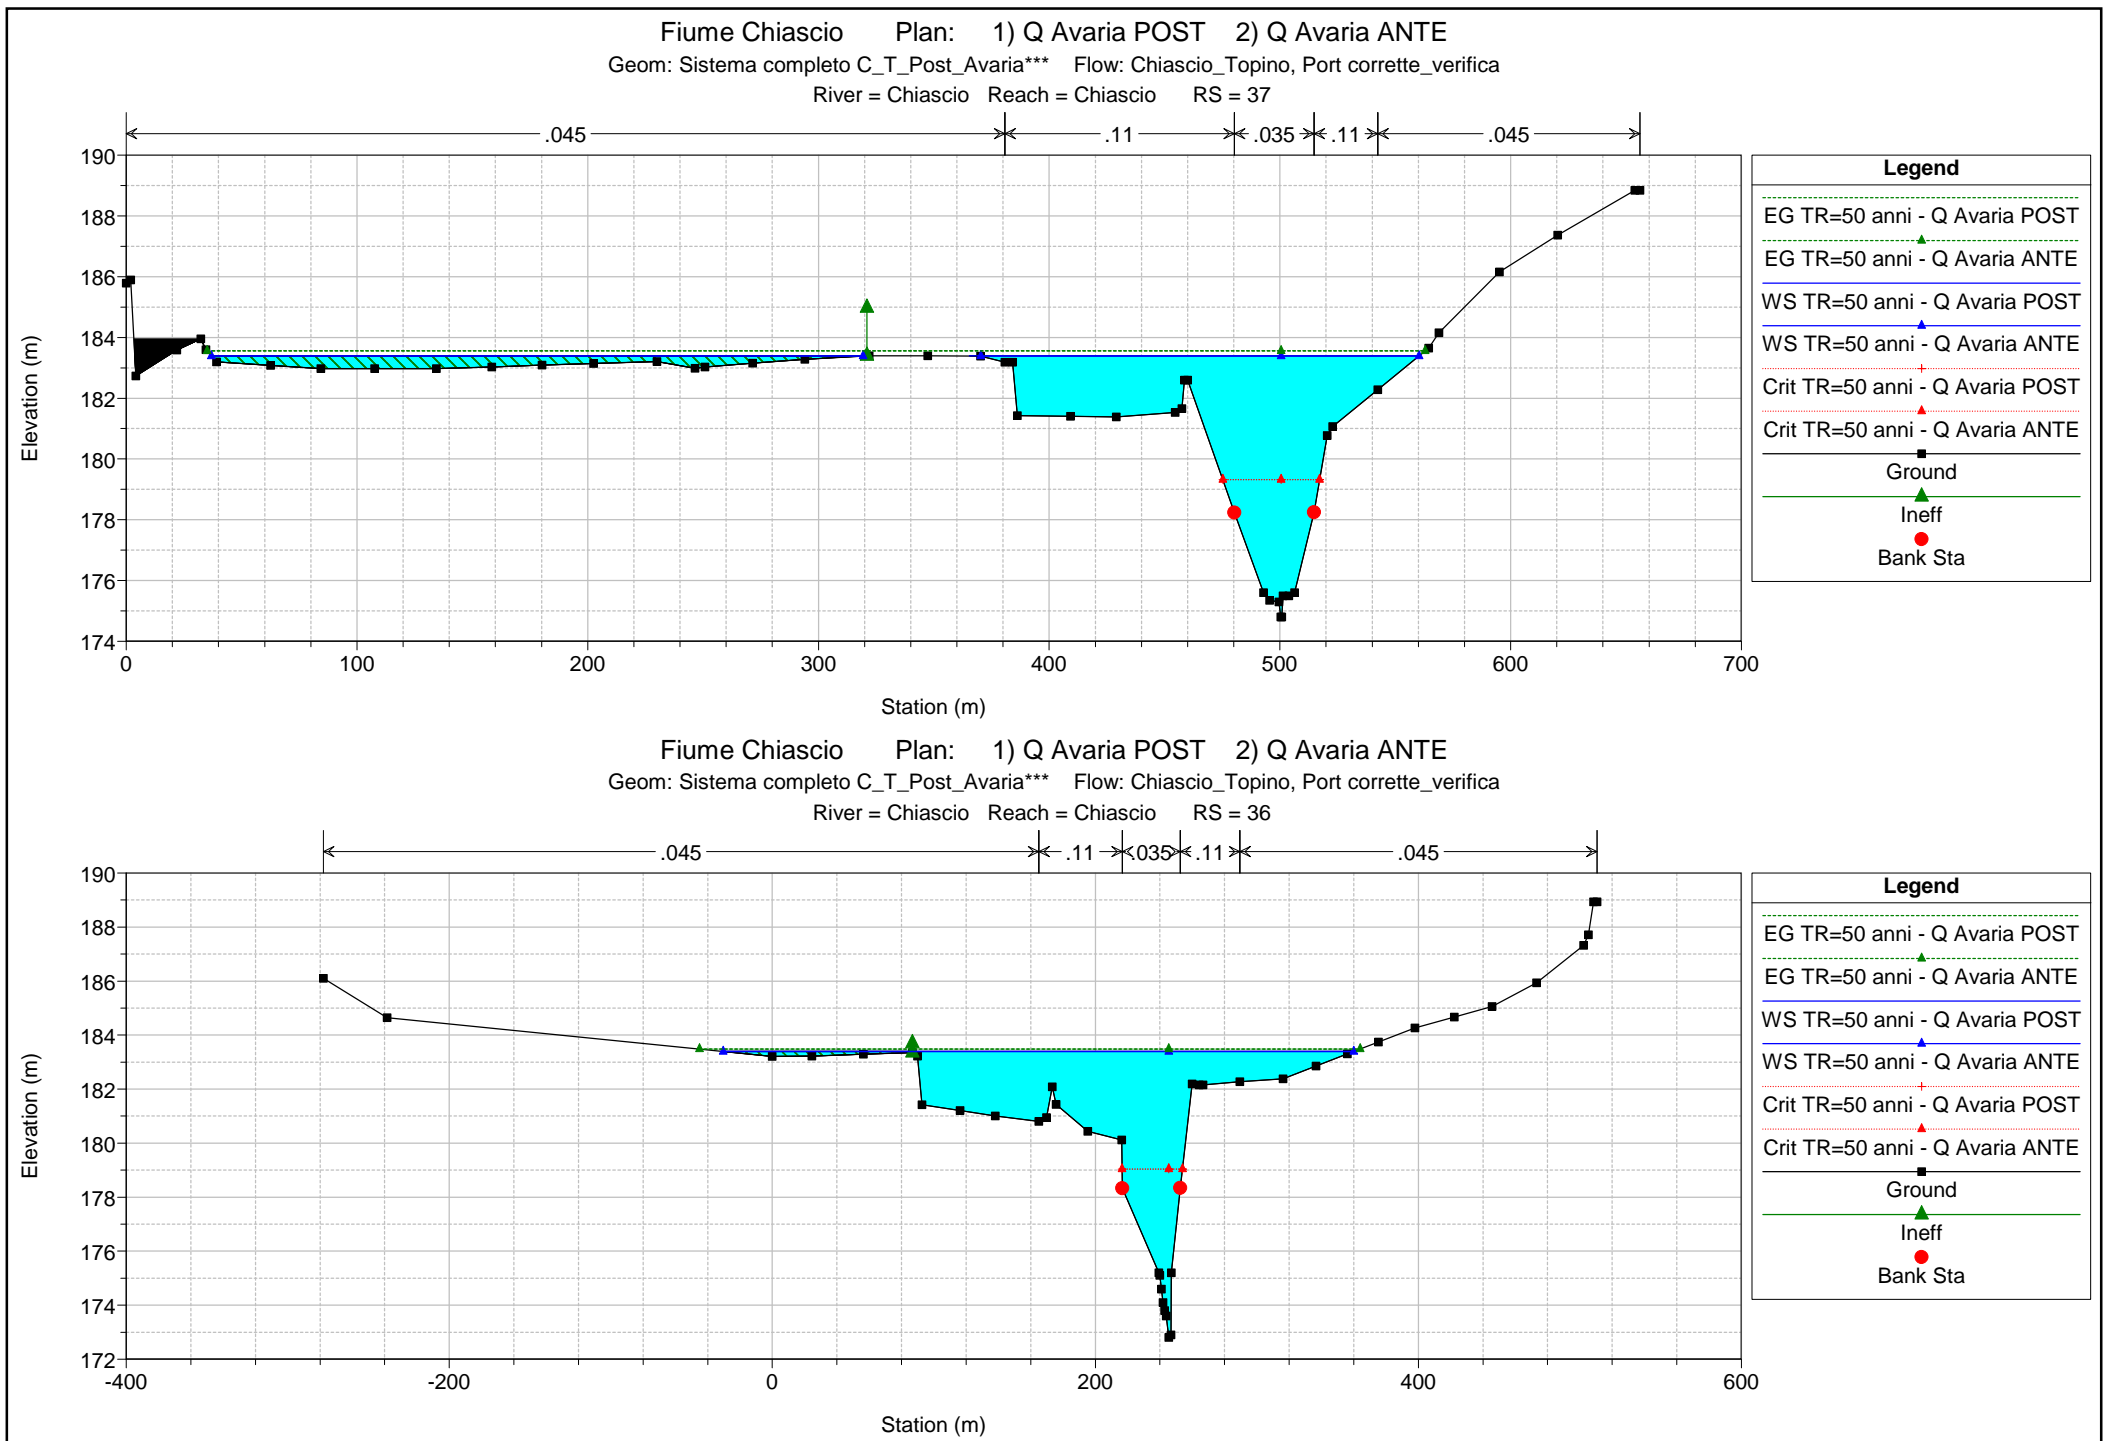 Fiume Chiascio Plan: 1) Q Avaria POST 2) Q Avaria ANTE
Geom: Sistema completo C_T_Post_Avaria*** Flow: Chiascio_Topino, Port corrette_verifica
River = Chiascio Reach = Chiascio RS = 37
.045 .11 .035 .11 .045
190
188
186
184
182
180
178
176
174
0 100 200 300 400 500 600 700
Elevation (m)
Station (m)
Legend
EG TR=50 anni - Q Avaria POST
EG TR=50 anni - Q Avaria ANTE
WS TR=50 anni - Q Avaria POST
WS TR=50 anni - Q Avaria ANTE
Crit TR=50 anni - Q Avaria POST
Crit TR=50 anni - Q Avaria ANTE
Ground
Ineff
Bank Sta
Fiume Chiascio Plan: 1) Q Avaria POST 2) Q Avaria ANTE
Geom: Sistema completo C_T_Post_Avaria*** Flow: Chiascio_Topino, Port corrette_verifica
River = Chiascio Reach = Chiascio RS = 36
.045 .11 .035 .11 .045
190
188
186
184
182
180
178
176
174
172
-400 -200 0 200 400 600
Elevation (m)
Station (m)
Legend
EG TR=50 anni - Q Avaria POST
EG TR=50 anni - Q Avaria ANTE
WS TR=50 anni - Q Avaria POST
WS TR=50 anni - Q Avaria ANTE
Crit TR=50 anni - Q Avaria POST
Crit TR=50 anni - Q Avaria ANTE
Ground
Ineff
Bank Sta